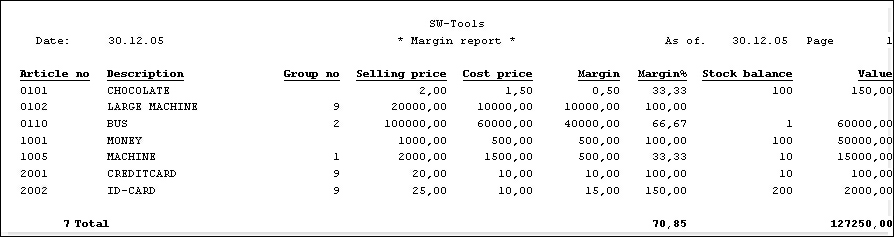 SW-Tools
Date: 30.12.05 * Margin report * As of. 30.12.05 Page 1
Article no Description Group no Selling price Cost price Margin Margin% Stock balance Value
0101 CHOCOLATE 2,00 1,50 0,50 33,33 100 150,00
0102 LARGE MACHINE 9 20000,00 10000,00 10000,00 100,00
0110 BUS 2 100000,00 60000,00 40000,00 66,67 1 60000,00
1001 MONEY 1000,00 500,00 500,00 100,00 100 50000,00
1005 MACHINE 1 2000,00 1500,00 500,00 33,33 10 15000,00
2001 CREDITCARD 9 20,00 10,00 10,00 100,00 10 100,00
2002 ID-CARD 9 25,00 10,00 15,00 150,00 200 2000,00
7 Total 70,85 127250,00